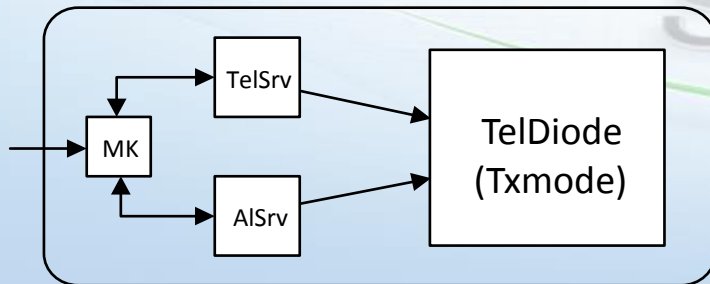 TelSrv
MK
AlSrv
TelDiode
(Txmode)